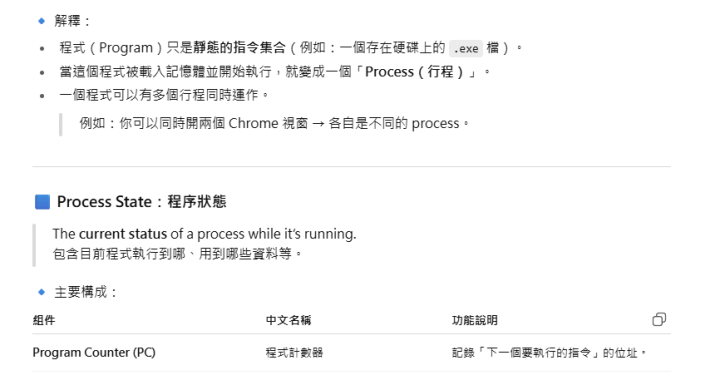 解釋：
程式（Program）只是靜態的指令集合（例如：一個存在硬碟上的 .exe 檔）。
當這個程式被載入記憶體並開始執行，就變成一個「Process（行程）」。
一個程式可以有多個行程同時運作。
例如：你可以同時開兩個 Chrome 視窗 → 各自是不同的 process。
Process State：程序狀態
The current status of a process while it's running.
包含目前程式執行到哪、用到哪些資料等。
主要構成：
組件 中文名稱 功能說明
Program Counter (PC) 程式計數器 記錄「下一個要執行的指令」的位址。